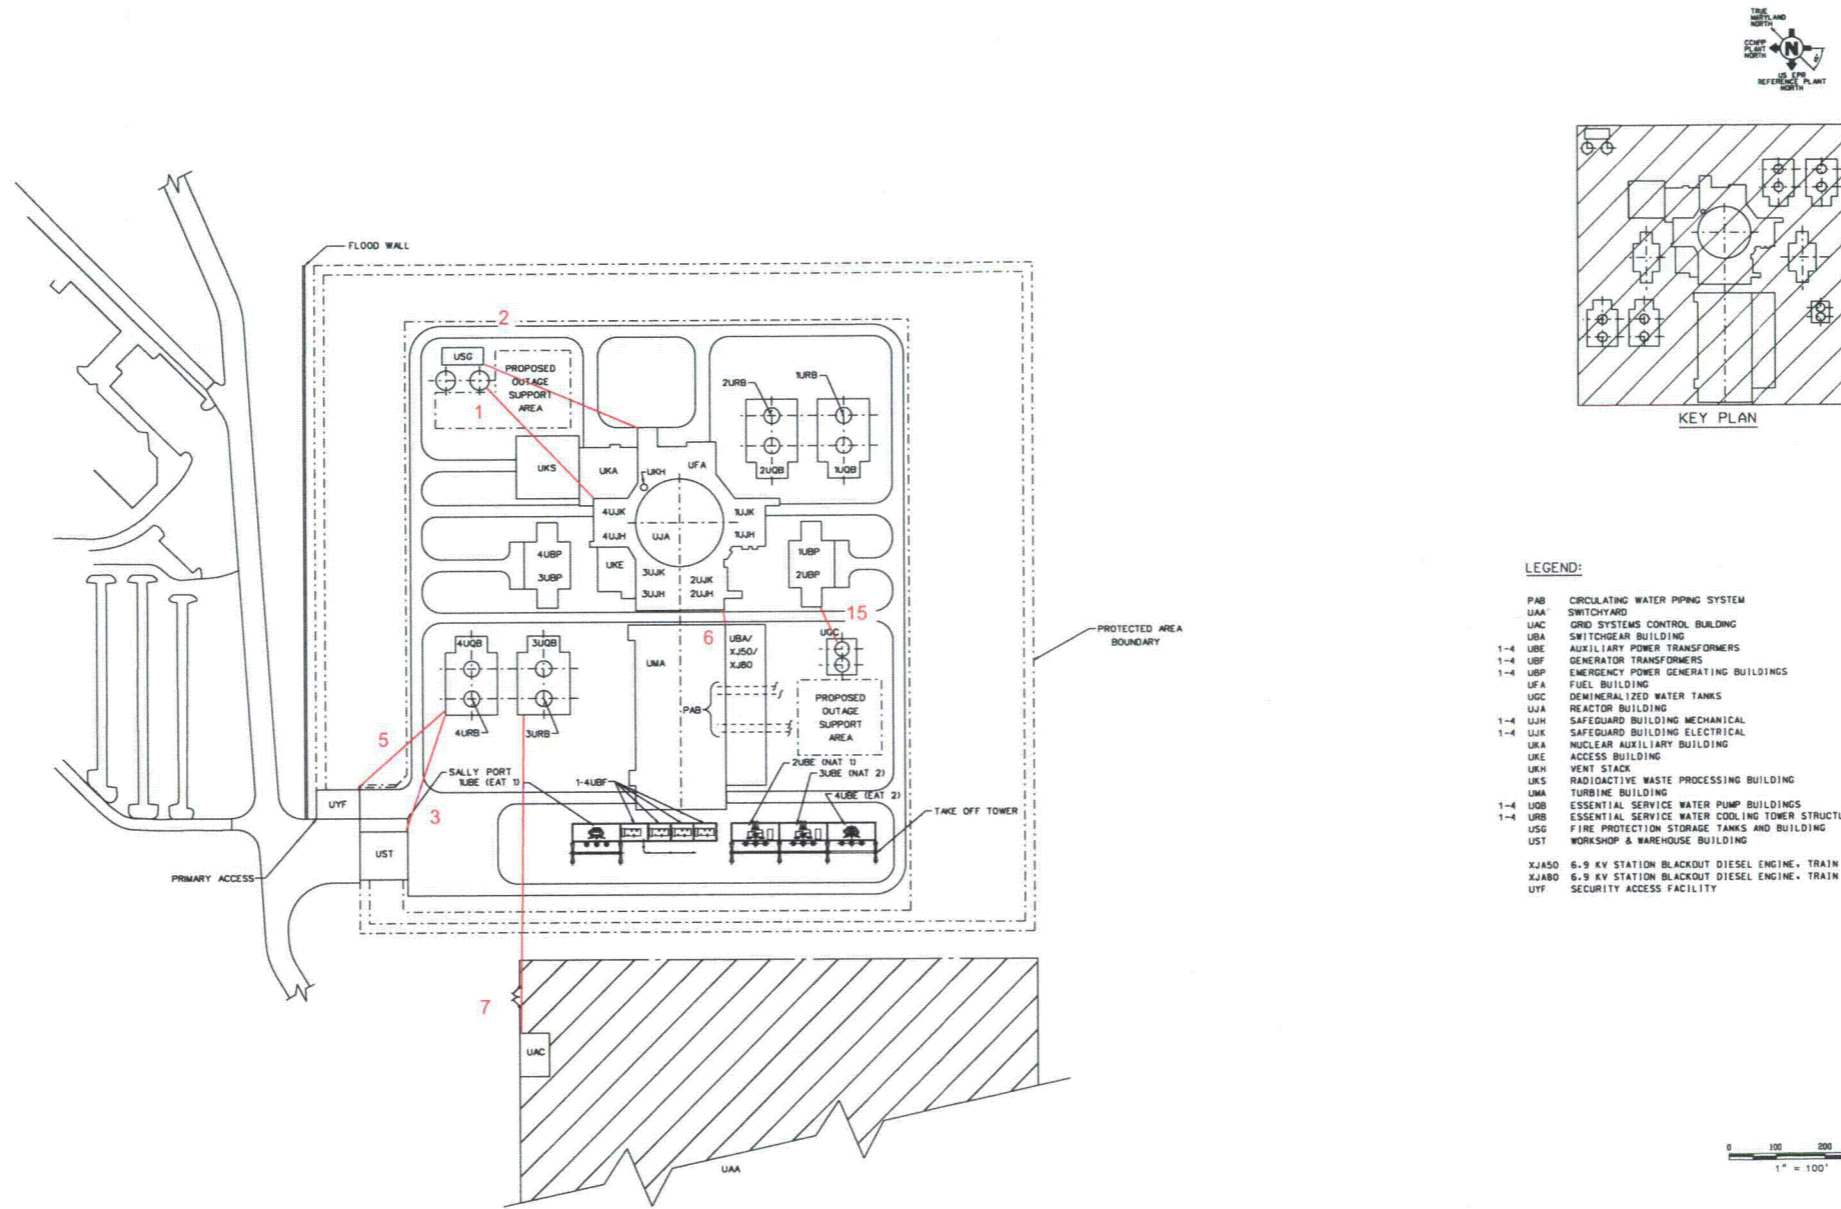 TRUE
MARYLAND
NORTH
CCNPP
PLANT
NORTH
N
US EPR
REFERENCE PLANT
NORTH
KEY PLAN
FLOOD WALL
2
USG
PROPOSED
OUTAGE
SUPPORT
AREA
1
2URB
1URB
UKS
UKA
UKH
UFA
2UQB
1UQB
4UJK
1UJK
4UJH
UJA
1UJH
4UBP
3UBP
UKE
3UJK
2UJK
3UJH
2UJH
1UBP
2UBP
15
6
UGC
4UQB
3UQB
UMA
UBA/
XJ50/
XJ80
PAB
PROPOSED
OUTAGE
SUPPORT
AREA
PROTECTED AREA
BOUNDARY
4URB
3URB
5
SALLY PORT
1UBE (EAT 1)
1-4UBF
2UBE (NAT 1)
3UBE (NAT 2)
4UBE (EAT 2)
TAKE OFF TOWER
UYF
3
UST
PRIMARY ACCESS
7
UAC
UAA
LEGEND:
PAB CIRCULATING WATER PIPING SYSTEM
UAA SWITCHYARD
UAC GRID SYSTEMS CONTROL BUILDING
UBA SWITCHGEAR BUILDING
1-4 UBE AUXILIARY POWER TRANSFORMERS
1-4 UBF GENERATOR TRANSFORMERS
1-4 UBP EMERGENCY POWER GENERATING BUILDINGS
UFA FUEL BUILDING
UGC DEMINERALIZED WATER TANKS
UJA REACTOR BUILDING
1-4 UJH SAFEGUARD BUILDING MECHANICAL
1-4 UJK SAFEGUARD BUILDING ELECTRICAL
UKA NUCLEAR AUXILIARY BUILDING
UKE ACCESS BUILDING
UKH VENT STACK
UKS RADIOACTIVE WASTE PROCESSING BUILDING
UMA TURBINE BUILDING
1-4 UQB ESSENTIAL SERVICE WATER PUMP BUILDINGS
1-4 URB ESSENTIAL SERVICE WATER COOLING TOWER STRUCTU
USG FIRE PROTECTION STORAGE TANKS AND BUILDING
UST WORKSHOP & WAREHOUSE BUILDING
XJA50 6.9 KV STATION BLACKOUT DIESEL ENGINE, TRAIN
XJA80 6.9 KV STATION BLACKOUT DIESEL ENGINE, TRAIN
UYF SECURITY ACCESS FACILITY
0 100 200
1" = 100'